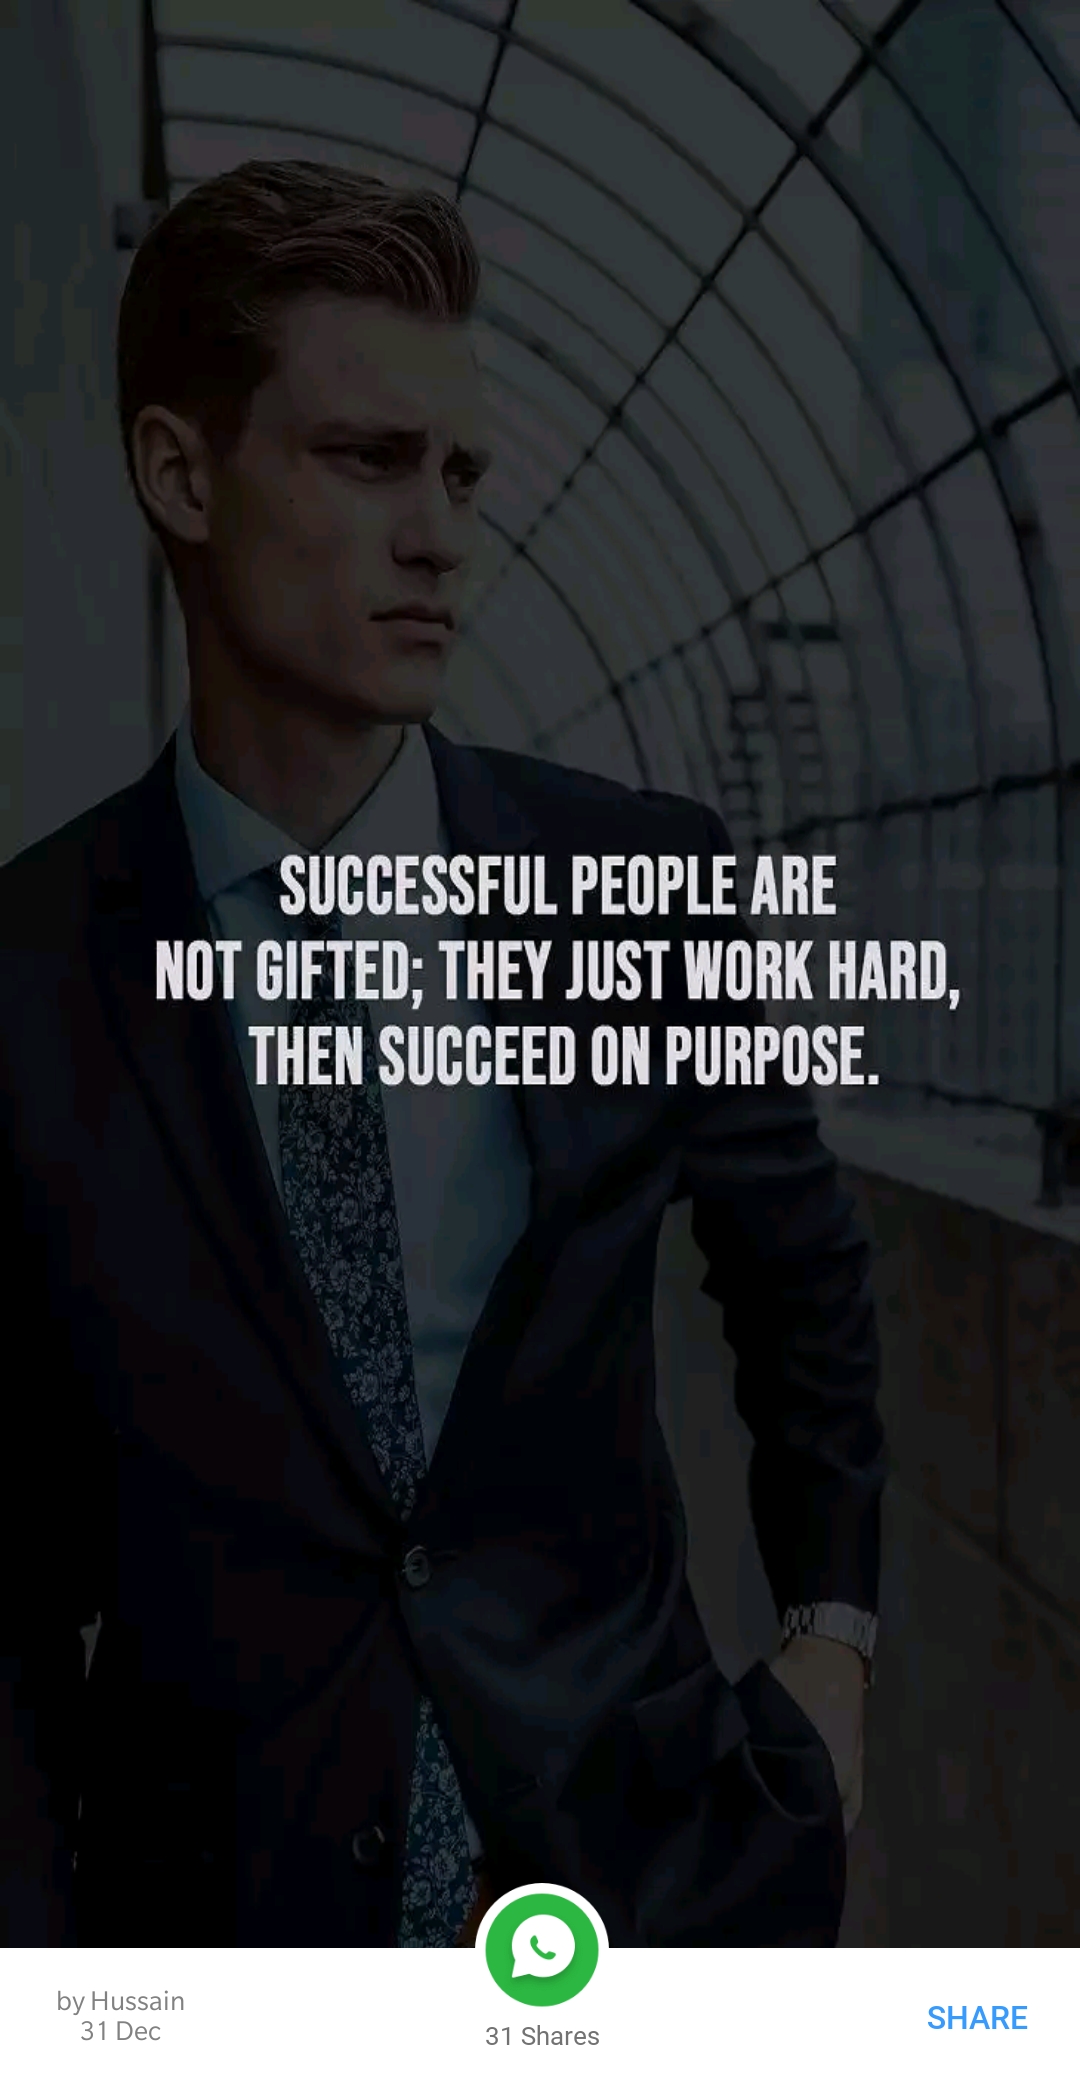 SUCCESSFUL PEOPLE ARE
NOT GIFTED; THEY JUST WORK HARD,
THEN SUCCEED ON PURPOSE.
by Hussain
31 Dec
31 Shares
SHARE